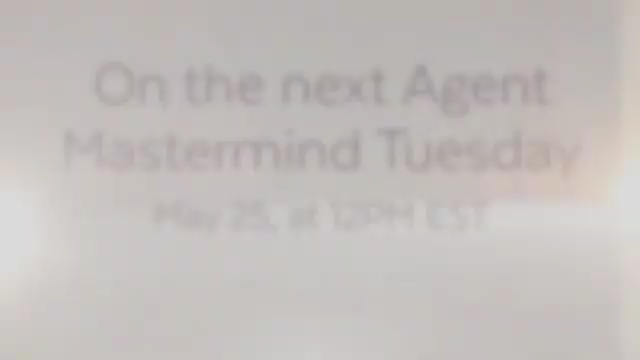 On the next Agent
Mastermind Tuesday
May 25, at 12PM EST